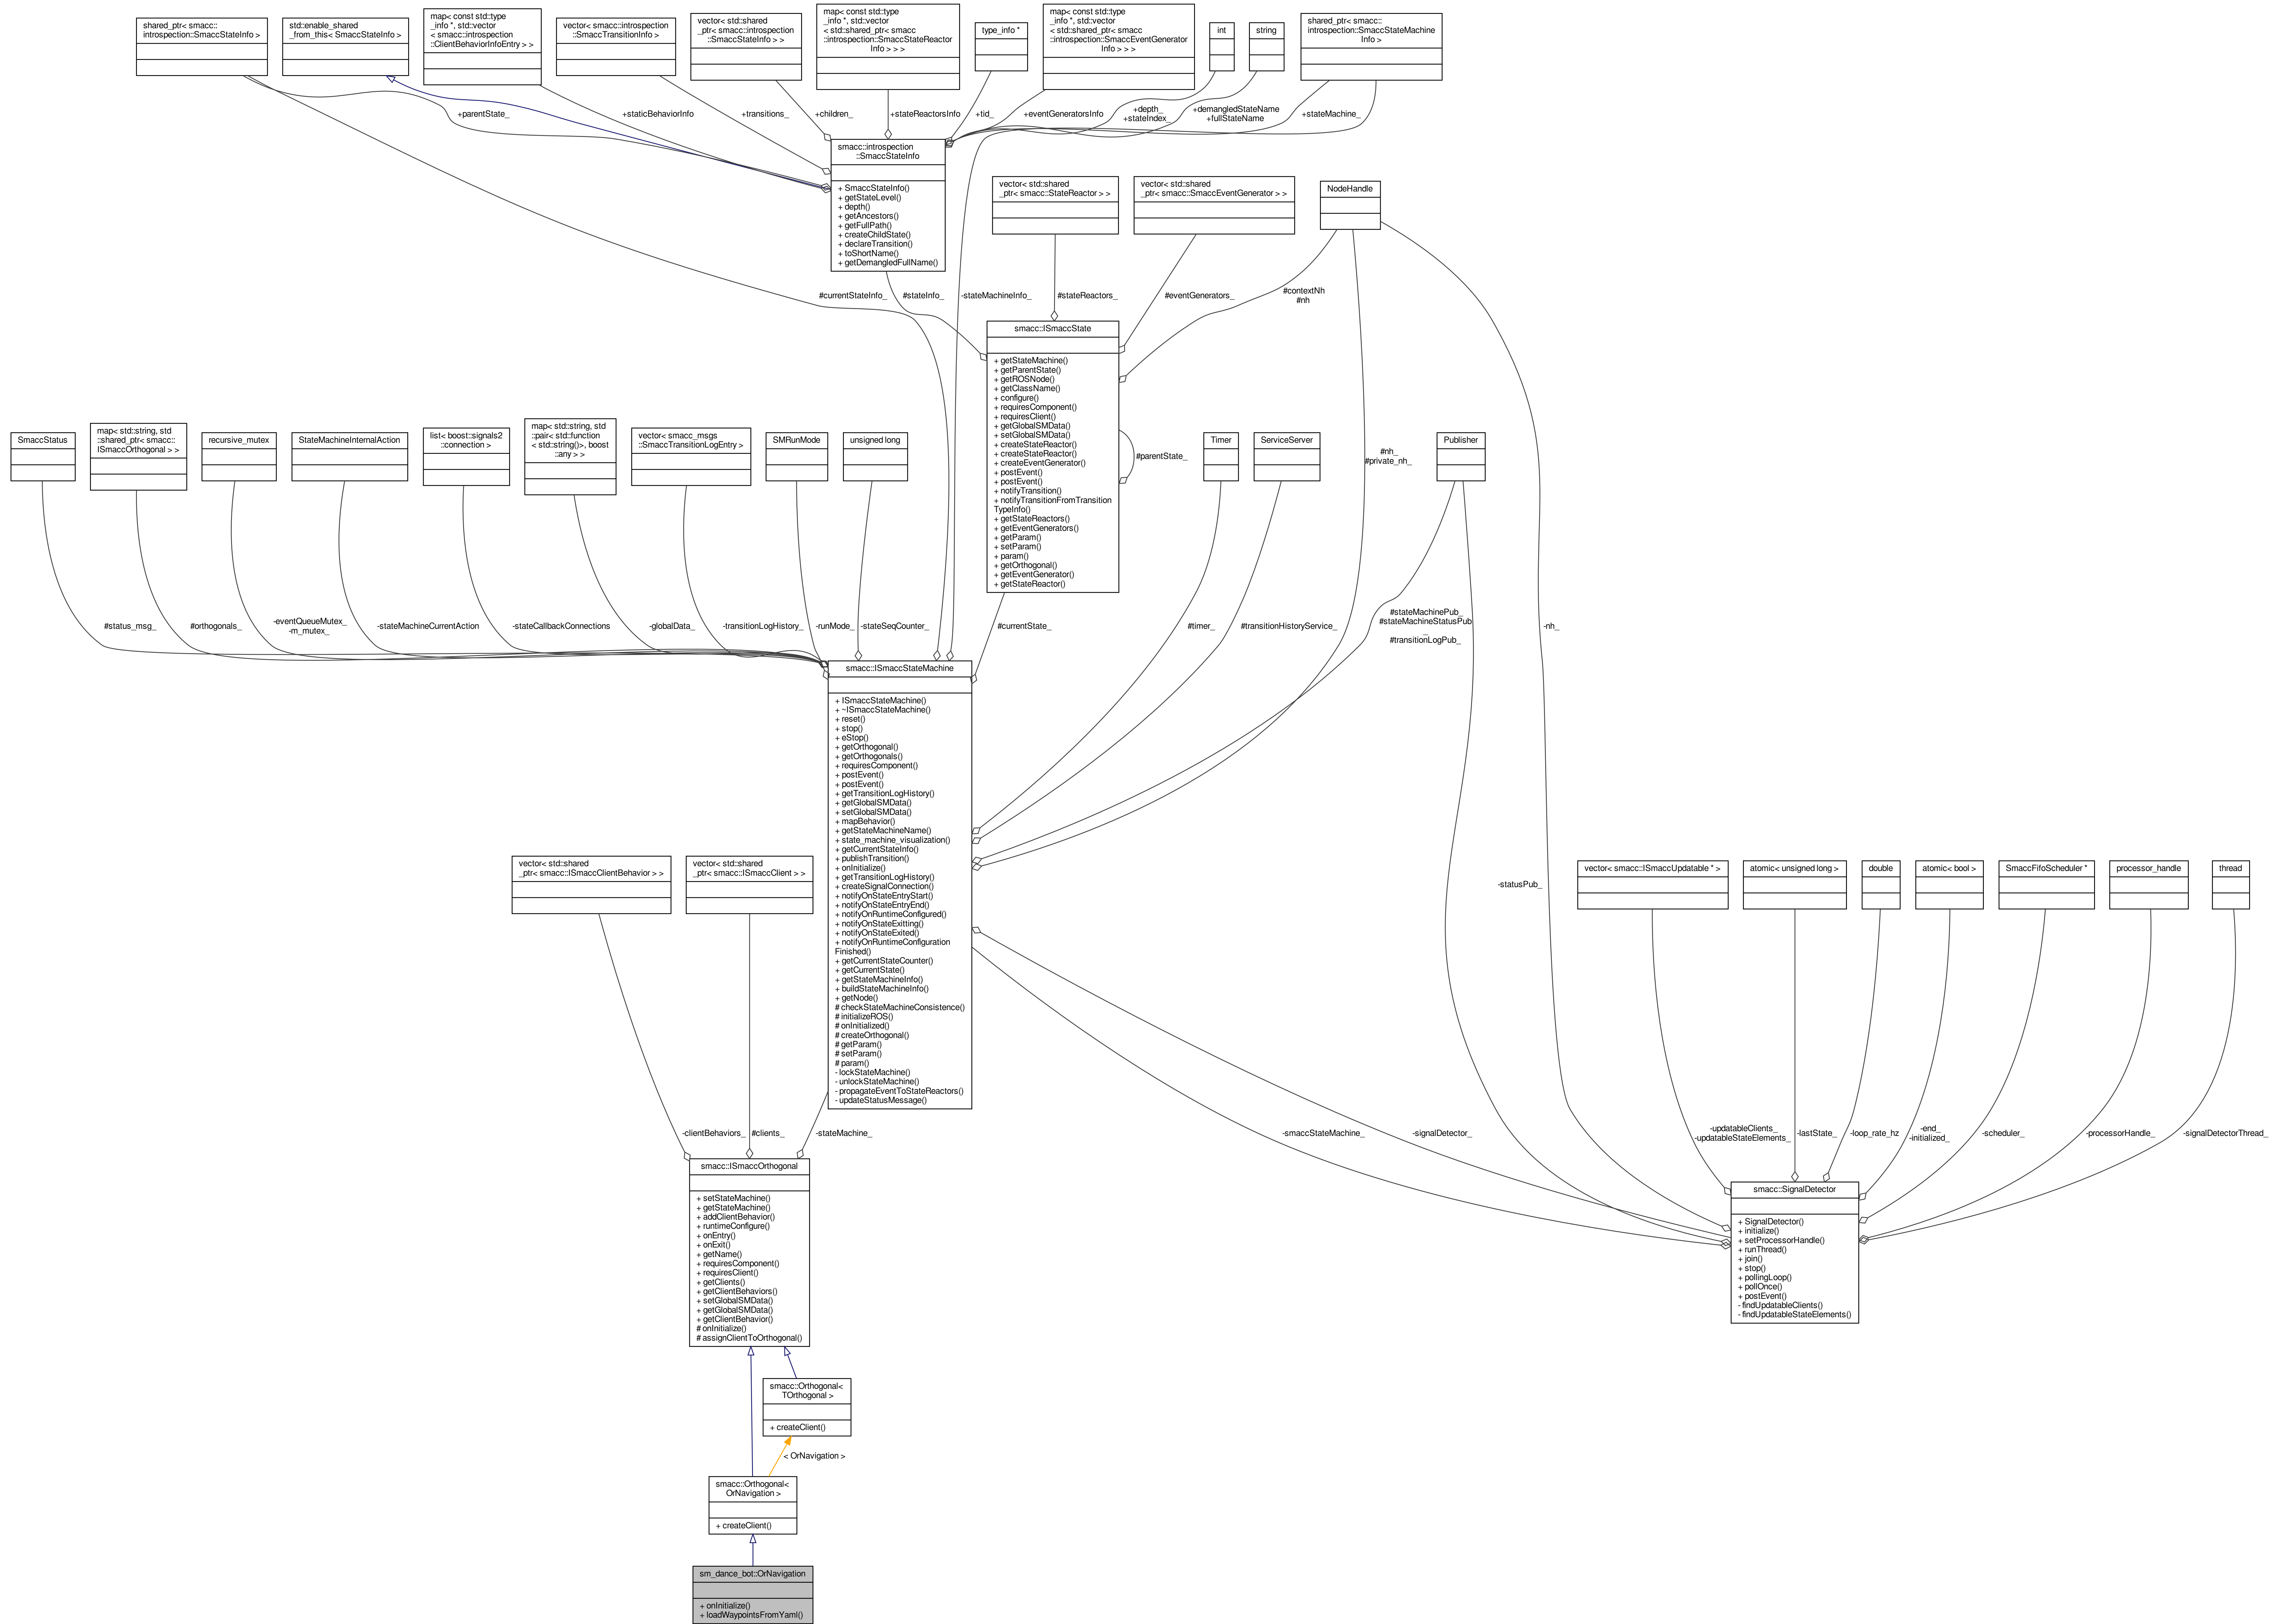 shared_ptr< smacc::
introspection::SmaccStateInfo >
std::enable_shared
_from_this< SmaccStateInfo >
map< const std::type
_info *, std::vector
< smacc::introspection
::ClientBehaviorInfoEntry > >
vector< smacc::introspection
::SmaccTransitionInfo >
vector< std::shared
_ptr< smacc::introspection
::SmaccStateInfo > >
map< const std::type
_info *, std::vector
< std::shared_ptr< smacc
::introspection::SmaccStateReactor
Info > > >
type_info *
map< const std::type
_info *, std::vector
< std::shared_ptr< smacc
::introspection::SmaccEventGenerator
Info > > >
int
string
shared_ptr< smacc::
introspection::SmaccStateMachine
Info >
+parentState_
+staticBehaviorInfo
+transitions_
+children_
+stateReactorsInfo
+tid_
+eventGeneratorsInfo
+depth_
+stateIndex_
+demangledStateName
+fullStateName
+stateMachine_
smacc::introspection
::SmaccStateInfo
+ SmaccStateInfo()
+ getStateLevel()
+ depth()
+ getAncestors()
+ getFullPath()
+ createChildState()
+ declareTransition()
+ toShortName()
+ getDemangledFullName()
vector< std::shared
_ptr< smacc::StateReactor > >
vector< std::shared
_ptr< smacc::SmaccEventGenerator > >
NodeHandle
#currentStateInfo_
#stateInfo_
-stateMachineInfo_
#stateReactors_
#eventGenerators_
#contextNh
#nh
smacc::ISmaccState
+ getStateMachine()
+ getParentState()
+ getROSNode()
+ getClassName()
+ configure()
+ requiresComponent()
+ requiresClient()
+ getGlobalSMData()
+ setGlobalSMData()
+ createStateReactor()
+ createStateReactor()
+ createEventGenerator()
+ postEvent()
+ postEvent()
+ notifyTransition()
+ notifyTransitionFromTransition
TypeInfo()
+ getStateReactors()
+ getEventGenerators()
+ getParam()
+ setParam()
+ param()
+ getOrthogonal()
+ getEventGenerator()
+ getStateReactor()
#parentState_
SmaccStatus
map< std::string, std
::shared_ptr< smacc::
ISmaccOrthogonal > >
recursive_mutex
StateMachineInternalAction
list< boost::signals2
::connection >
map< std::string, std
::pair< std::function
< std::string()>, boost
::any > >
vector< smacc_msgs
::SmaccTransitionLogEntry >
SMRunMode
unsigned long
Timer
ServiceServer
#nh_
#private_nh_
Publisher
#status_msg_
#orthogonals_
-eventQueueMutex_
-m_mutex_
-stateMachineCurrentAction
-stateCallbackConnections
-globalData_
-transitionLogHistory_
-runMode_
-stateSeqCounter_
#currentState_
#timer_
#transitionHistoryService_
#stateMachinePub_
#stateMachineStatusPub
_
#transitionLogPub_
-nh_
smacc::ISmaccStateMachine
+ ISmaccStateMachine()
+ ~ISmaccStateMachine()
+ reset()
+ stop()
+ eStop()
+ getOrthogonal()
+ getOrthogonals()
+ requiresComponent()
+ postEvent()
+ postEvent()
+ getTransitionLogHistory()
+ getGlobalSMData()
+ setGlobalSMData()
+ mapBehavior()
+ getStateMachineName()
+ state_machine_visualization()
+ getCurrentStateInfo()
+ publishTransition()
+ onInitialize()
+ getTransitionLogHistory()
+ createSignalConnection()
+ notifyOnStateEntryStart()
+ notifyOnStateEntryEnd()
+ notifyOnRuntimeConfigured()
+ notifyOnStateExitting()
+ notifyOnStateExited()
+ notifyOnRuntimeConfiguration
Finished()
+ getCurrentStateCounter()
+ getCurrentState()
+ getStateMachineInfo()
+ buildStateMachineInfo()
+ getNode()
# checkStateMachineConsistence()
# initializeROS()
# onInitialized()
# createOrthogonal()
# getParam()
# setParam()
# param()
- lockStateMachine()
- unlockStateMachine()
- propagateEventToStateReactors()
- updateStatusMessage()
vector< std::shared
_ptr< smacc::ISmaccClientBehavior > >
vector< std::shared
_ptr< smacc::ISmaccClient > >
-statusPub_
vector< smacc::ISmaccUpdatable * >
atomic< unsigned long >
double
atomic< bool >
SmaccFifoScheduler *
processor_handle
thread
-clientBehaviors_
#clients_
-stateMachine_
-smaccStateMachine_
-signalDetector_
-updatableClients_
-updatableStateElements_
-lastState_
-loop_rate_hz
-end_
-initialized_
-scheduler_
-processorHandle_
-signalDetectorThread_
smacc::ISmaccOrthogonal
+ setStateMachine()
+ getStateMachine()
+ addClientBehavior()
+ runtimeConfigure()
+ onEntry()
+ onExit()
+ getName()
+ requiresComponent()
+ requiresClient()
+ getClients()
+ getClientBehaviors()
+ setGlobalSMData()
+ getGlobalSMData()
+ getClientBehavior()
# onInitialize()
# assignClientToOrthogonal()
smacc::SignalDetector
+ SignalDetector()
+ initialize()
+ setProcessorHandle()
+ runThread()
+ join()
+ stop()
+ pollingLoop()
+ pollOnce()
+ postEvent()
- findUpdatableClients()
- findUpdatableStateElements()
smacc::Orthogonal<
TOrthogonal >
+ createClient()
< OrNavigation >
smacc::Orthogonal<
OrNavigation >
+ createClient()
sm_dance_bot::OrNavigation
+ onInitialize()
+ loadWaypointsFromYaml()